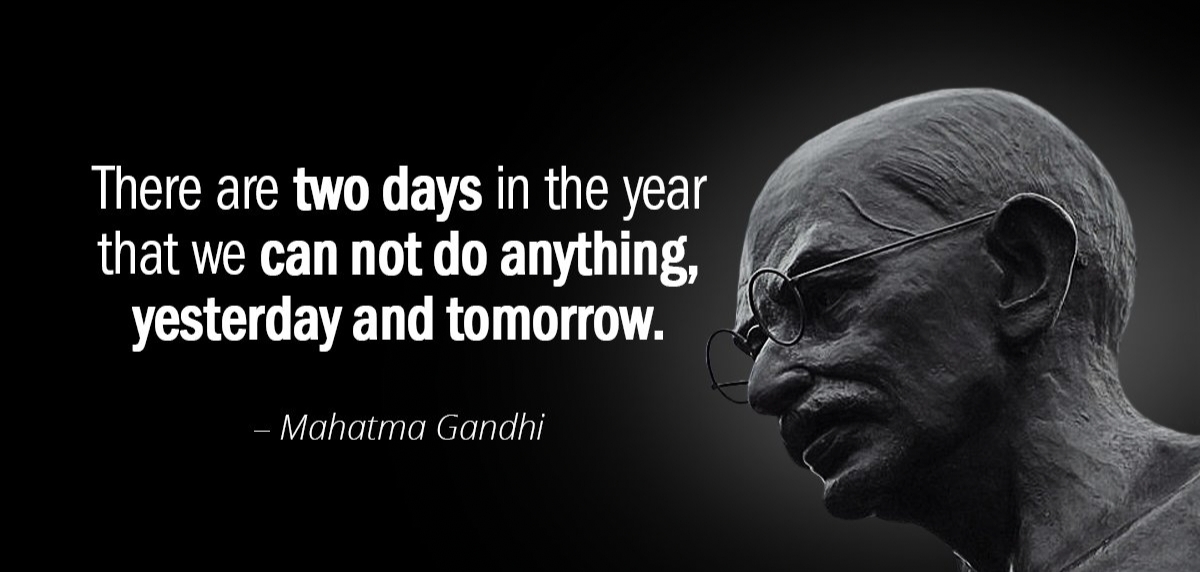 There are two days in the year
that we can not do anything,
yesterday and tomorrow.
– Mahatma Gandhi